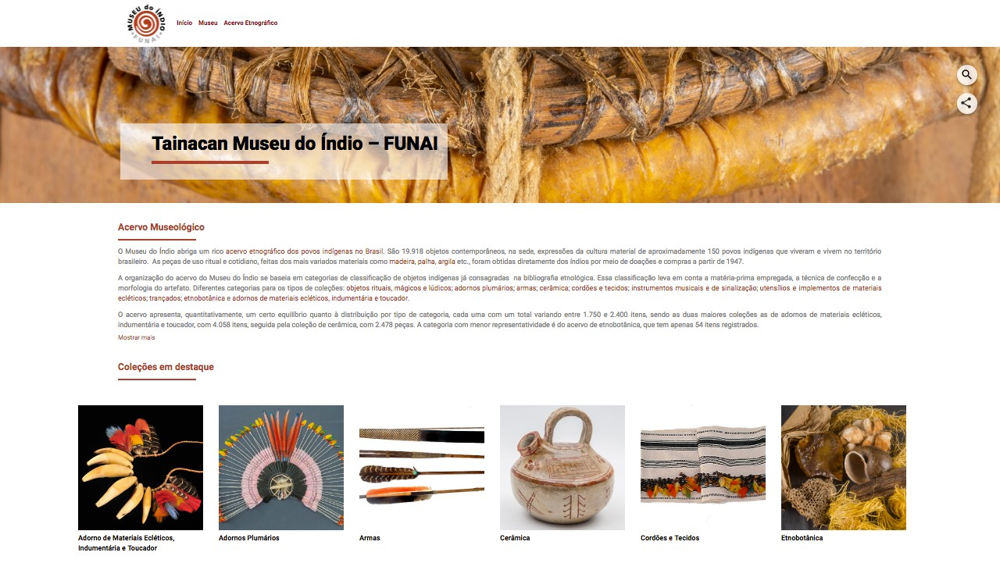 MUSEU do ÍNDIO
FUNAI
Início Museu Acervo Etnográfico
Tainacan Museu do Índio – FUNAI
Acervo Museológico
O Museu do Índio abriga um rico acervo etnográfico dos povos indígenas no Brasil. São 19.918 objetos contemporâneos, na sede, expressões da cultura material de aproximadamente 150 povos indígenas que viveram e vivem no território
brasileiro. As peças de uso ritual e cotidiano, feitas dos mais variados materiais como madeira, palha, argila etc., foram obtidas diretamente dos índios por meio de doações e compras a partir de 1947.
A organização do acervo do Museu do Índio se baseia em categorias de classificação de objetos indígenas já consagradas na bibliografia etnológica. Essa classificação leva em conta a matéria-prima empregada, a técnica de confecção e a
morfologia do artefato. Diferentes categorias para os tipos de coleções: objetos rituais, mágicos e lúdicos; adornos plumários; armas; cerâmica; cordões e tecidos; instrumentos musicais e de sinalização; utensílios e implementos de materiais
ecléticos; trançados; etnobotânica e adornos de materiais ecléticos, indumentária e toucador.
O acervo apresenta, quantitativamente, um certo equilíbrio quanto à distribuição por tipo de categoria, cada uma com um total variando entre 1.750 e 2.400 itens, sendo as duas maiores coleções as de adornos de materiais ecléticos,
indumentária e toucador, com 4.058 itens, seguida pela coleção de cerâmica, com 2.478 peças. A categoria com menor representatividade é do acervo de etnobotânica, que tem apenas 54 itens registrados.
Mostrar mais
Coleções em destaque
Adorno de Materiais Ecléticos,
Indumentária e Toucador
Adornos Plumários
Armas
Cerâmica
Cordões e Tecidos
Etnobotânica